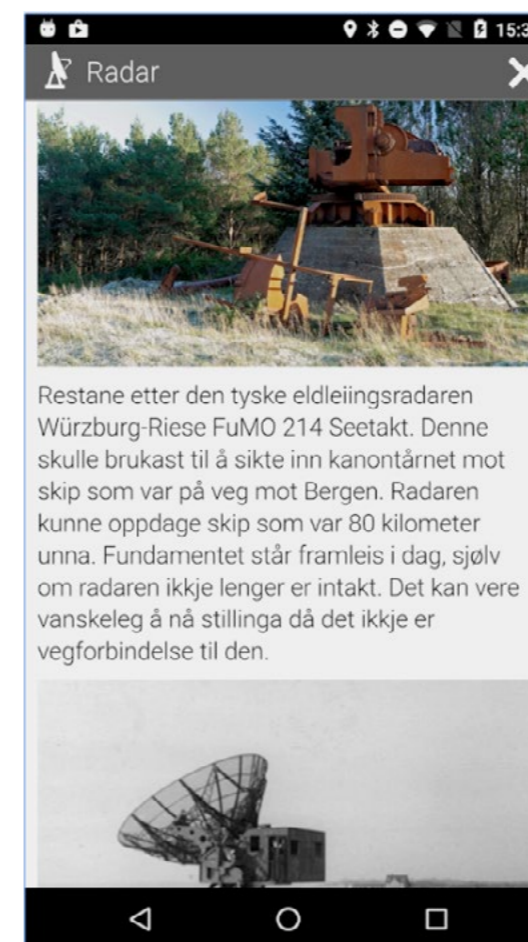 15:3
Radar
Restane etter den tyske eldleiingsradaren
Würzburg-Riese FuMO 214 Seetakt. Denne
skulle brukast til å sikte inn kanontårnet mot
skip som var på veg mot Bergen. Radaren
kunne oppdage skip som var 80 kilometer
unna. Fundamentet står framleis i dag, sjølv
om radaren ikkje lenger er intakt. Det kan vere
vanskeleg å nå stillinga då det ikkje er
vegforbindelse til den.